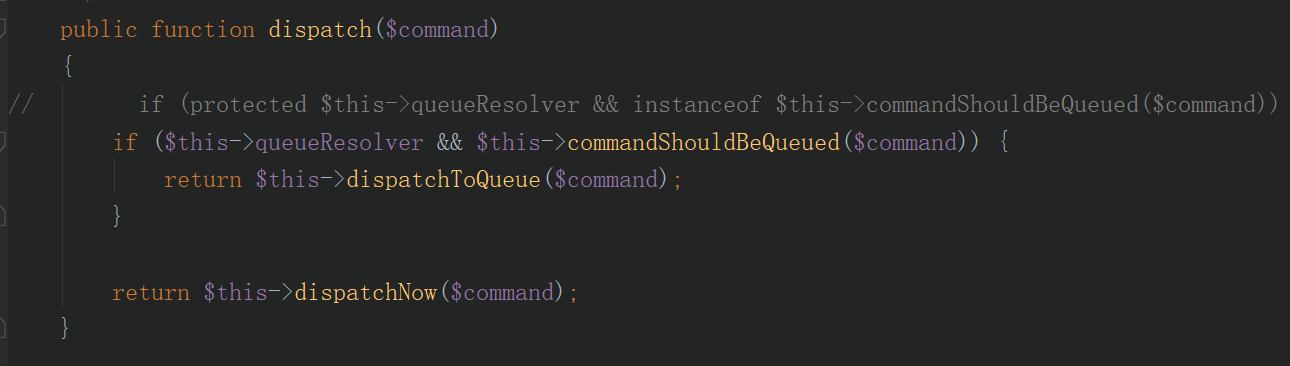 public function dispatch($command)
{
//        if (protected $this->queueResolver && instanceof $this->commandShouldBeQueued($command))
if ($this->queueResolver && $this->commandShouldBeQueued($command)) {
return $this->dispatchToQueue($command);
}
return $this->dispatchNow($command);
}